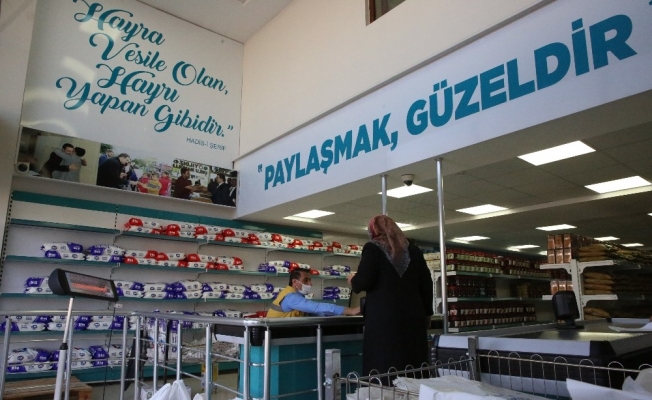 Hayra
Vesile Olan,
Hayrı
Yapan Gibidir."
HADİS-İ ŞERİF
"PAYLAŞMAK, GÜZELDİR